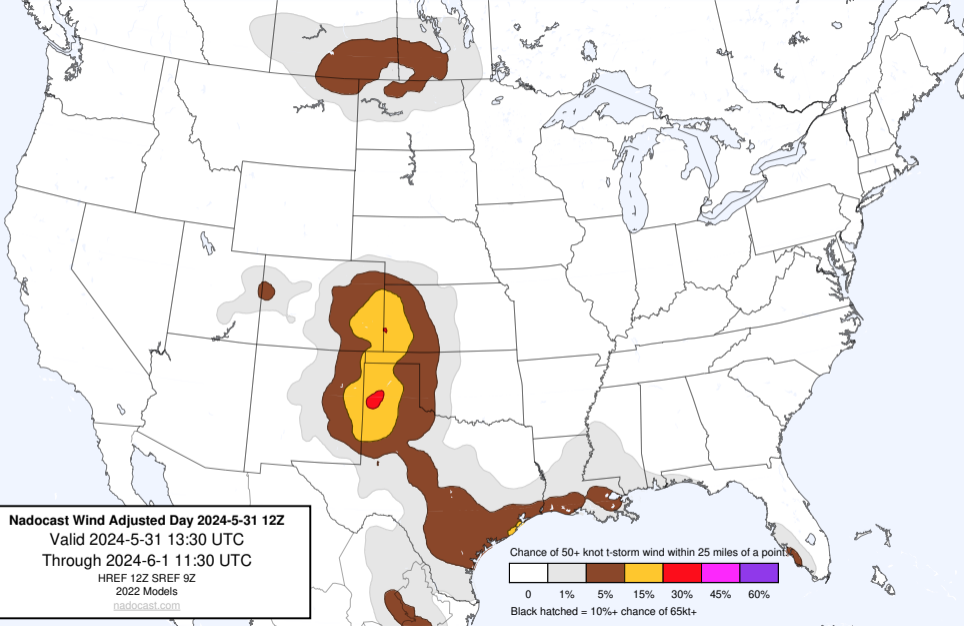 Nadocast Wind Adjusted Day 2024-5-31 12Z
Valid 2024-5-31 13:30 UTC
Through 2024-6-1 11:30 UTC
HREF 12Z SREF 9Z
2022 Models
nadocast.com
Chance of 50+ knot t-storm wind within 25 miles of a point.
0 1% 5% 15% 30% 45% 60%
Black hatched = 10%+ chance of 65kt+